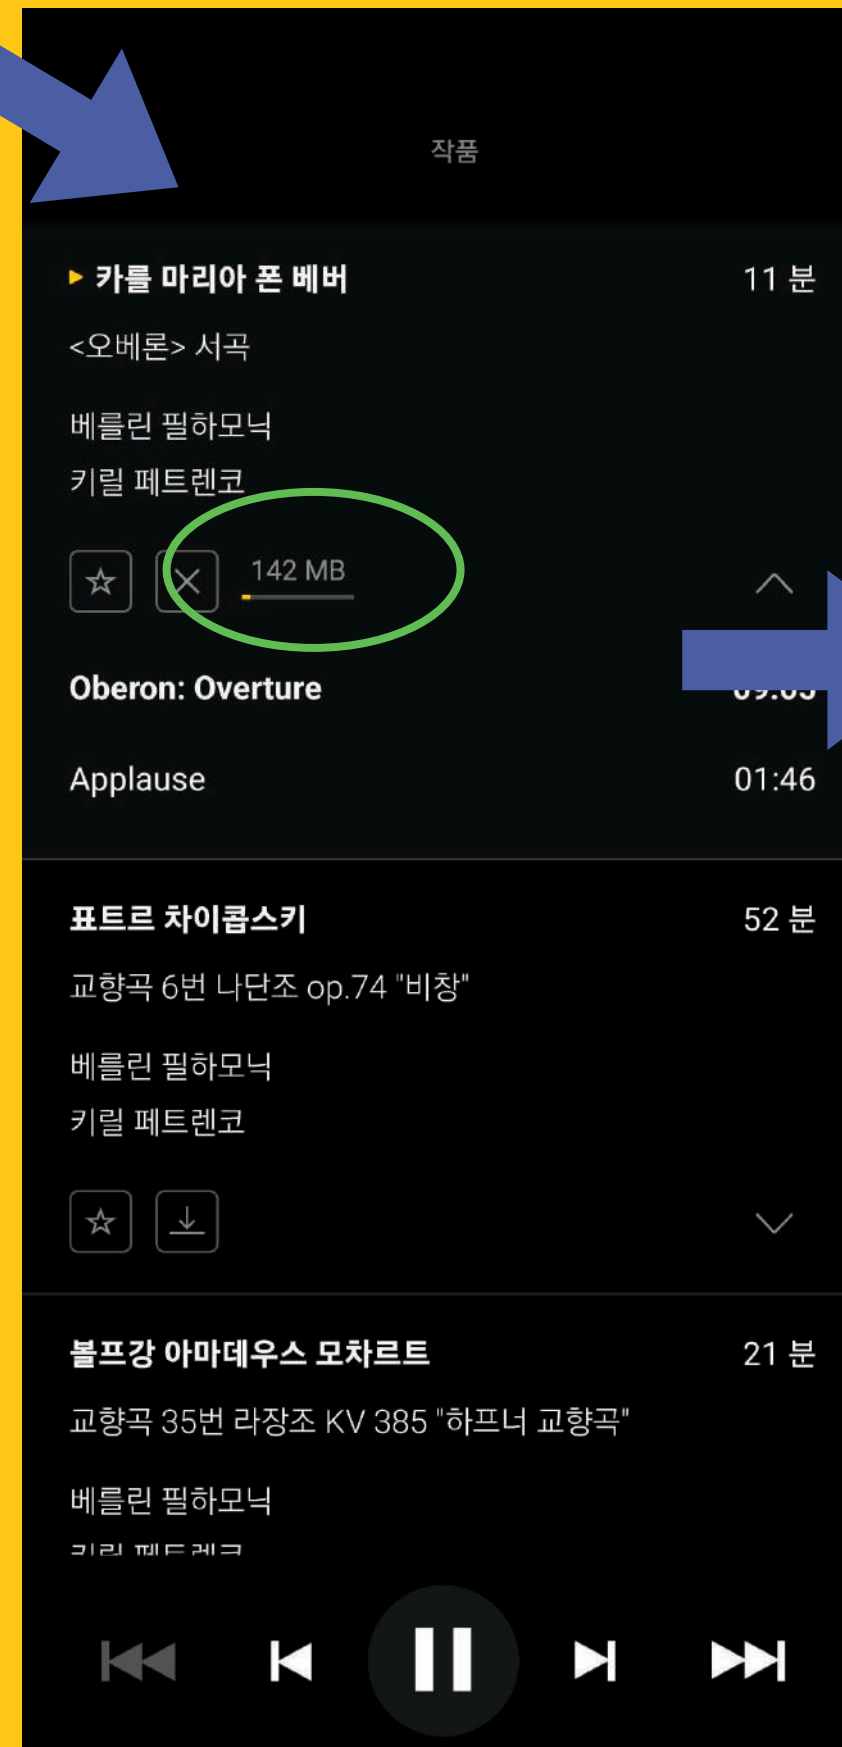 작품
카를 마리아 폰 베버
11 분
<오베론> 서곡
베를린 필하모닉
키릴 페트렌코
142 MB
Oberon: Overture
Applause
01:46
표트르 차이콥스키
52 분
교향곡 6번 나단조 op.74 "비창"
베를린 필하모닉
키릴 페트렌코
볼프강 아마데우스 모차르트
21 분
교향곡 35번 라장조 KV 385 "하프너 교향곡"
베를린 필하모닉